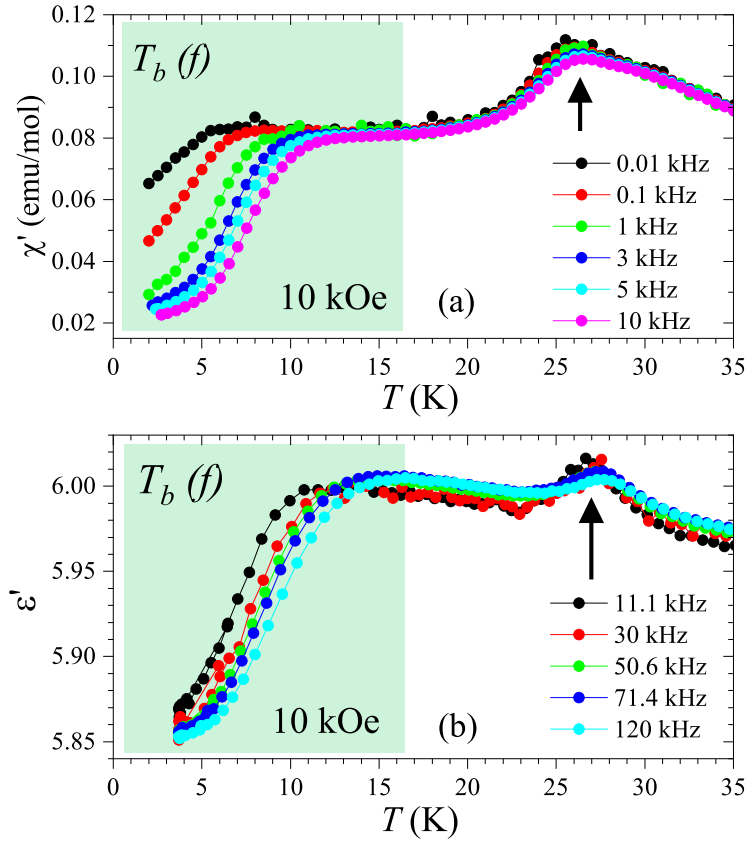 0.12
T_b (f)
0.10
0.08
0.06
0.04
0.02
χ' (emu/mol)
0.01 kHz
0.1 kHz
1 kHz
3 kHz
5 kHz
10 kHz
10 kOe
(a)
0 5 10 15 20 25 30 35
T (K)
T_b (f)
6.00
5.95
5.90
5.85
ε'
11.1 kHz
30 kHz
50.6 kHz
71.4 kHz
120 kHz
10 kOe
(b)
0 5 10 15 20 25 30 35
T (K)